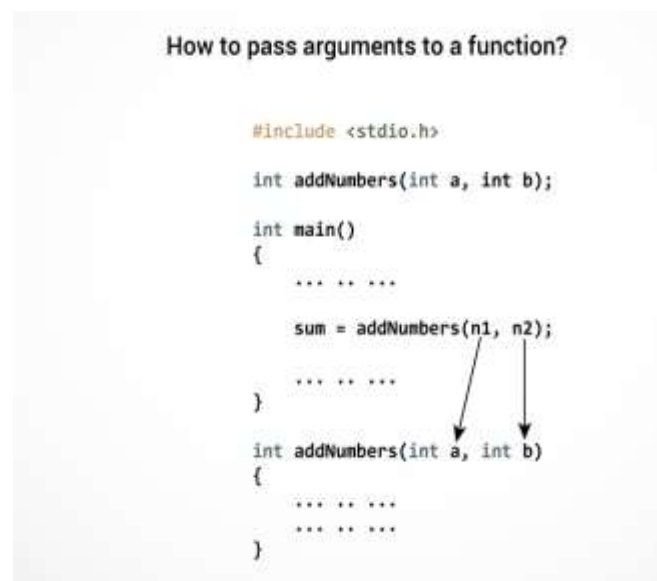 How to pass arguments to a function?
#include <stdio.h>
int addNumbers(int a, int b);
int main()
{
... .. ...
sum = addNumbers(n1, n2);
... .. ...
}
int addNumbers(int a, int b)
{
... .. ...
... .. ...
}